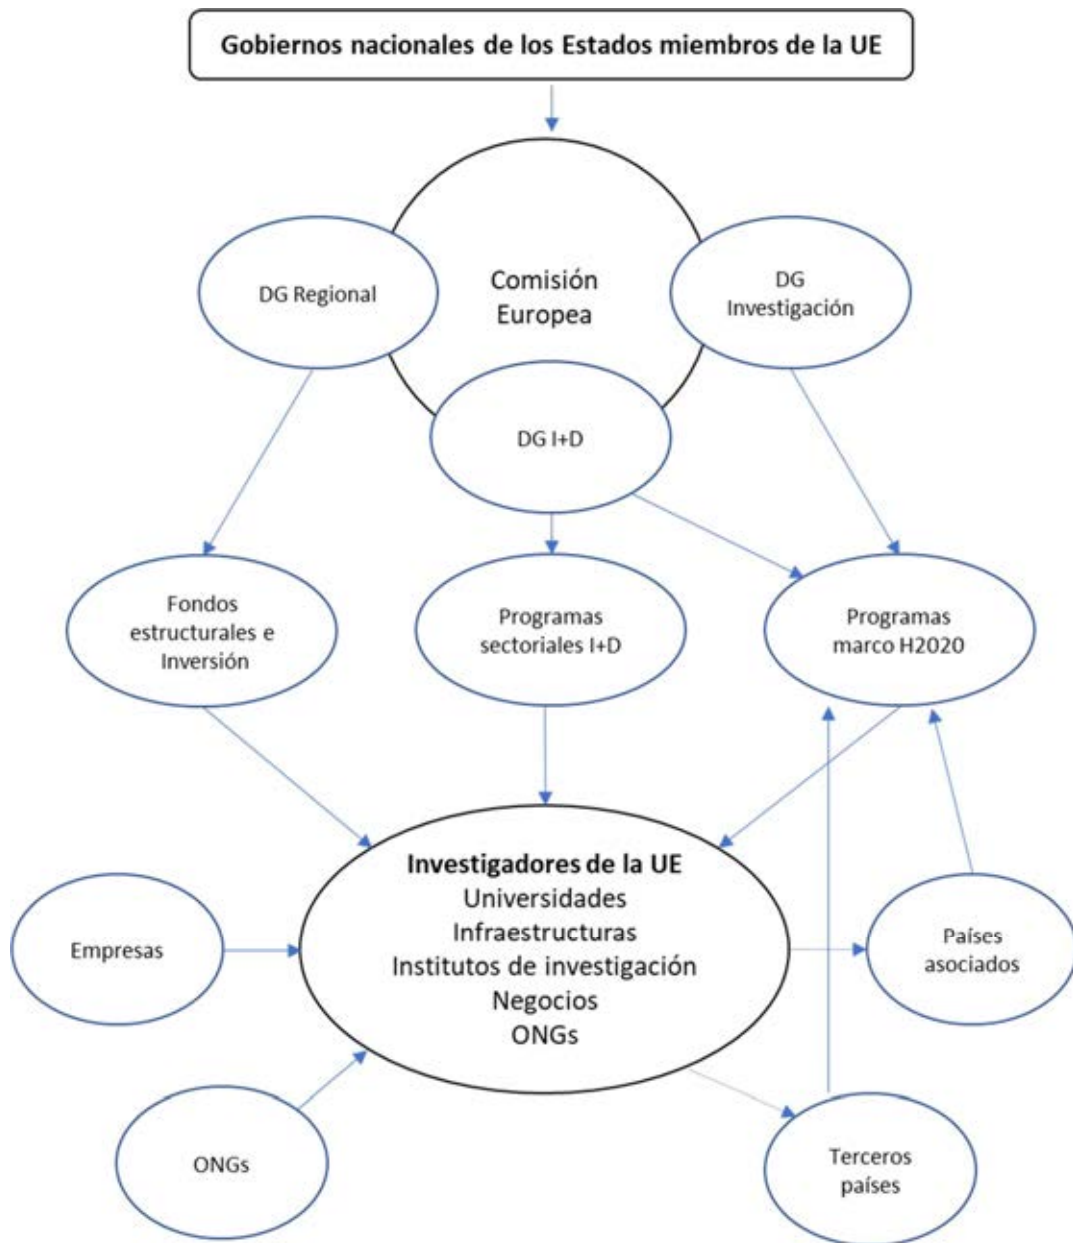 Gobiernos nacionales de los Estados miembros de la UE
DG Regional
Comisión
Europea
DG
Investigación
DG I+D
Fondos
estructurales e
Inversión
Programas
sectoriales I+D
Programas
marco H2020
Investigadores de la UE
Universidades
Infraestructuras
Institutos de investigación
Negocios
ONGs
Empresas
Países
asociados
ONGs
Terceros
países